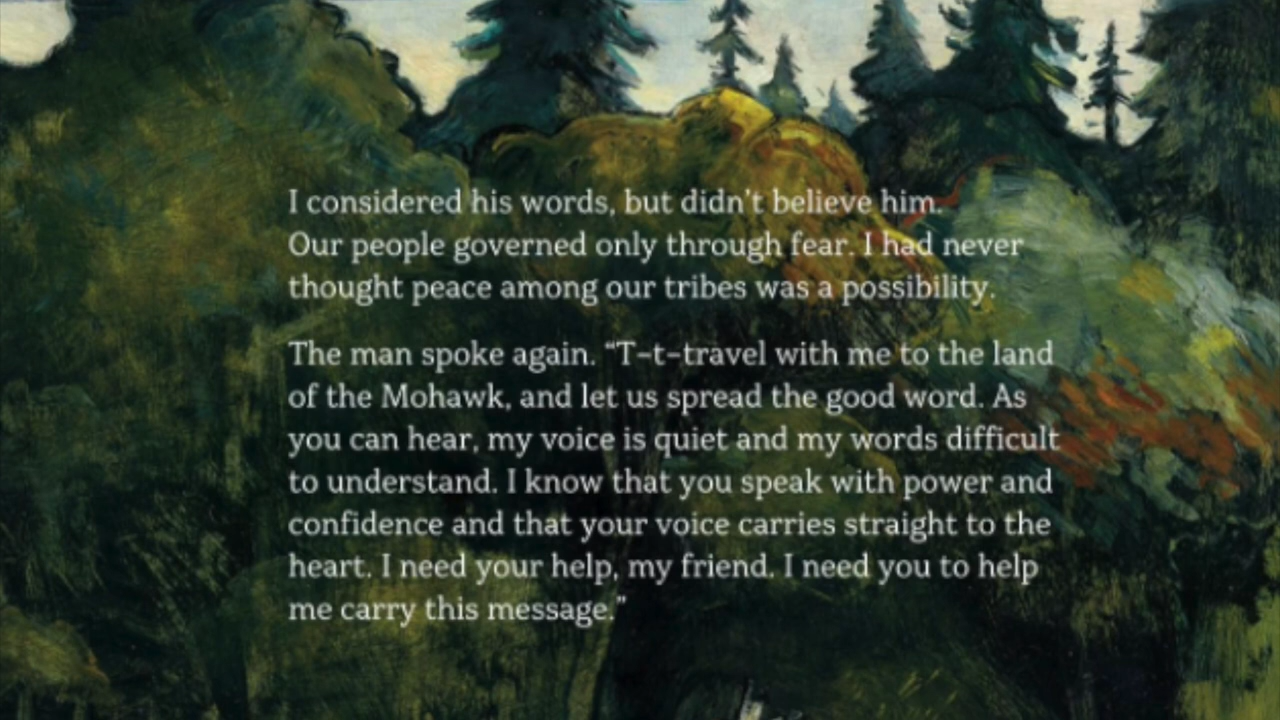 I considered his words, but didn’t believe him.
Our people governed only through fear. I had never
thought peace among our tribes was a possibility.
The man spoke again. “T-t-travel with me to the land
of the Mohawk, and let us spread the good word. As
you can hear, my voice is quiet and my words difficult
to understand. I know that you speak with power and
confidence and that your voice carries straight to the
heart. I need your help, my friend. I need you to help
me carry this message.”